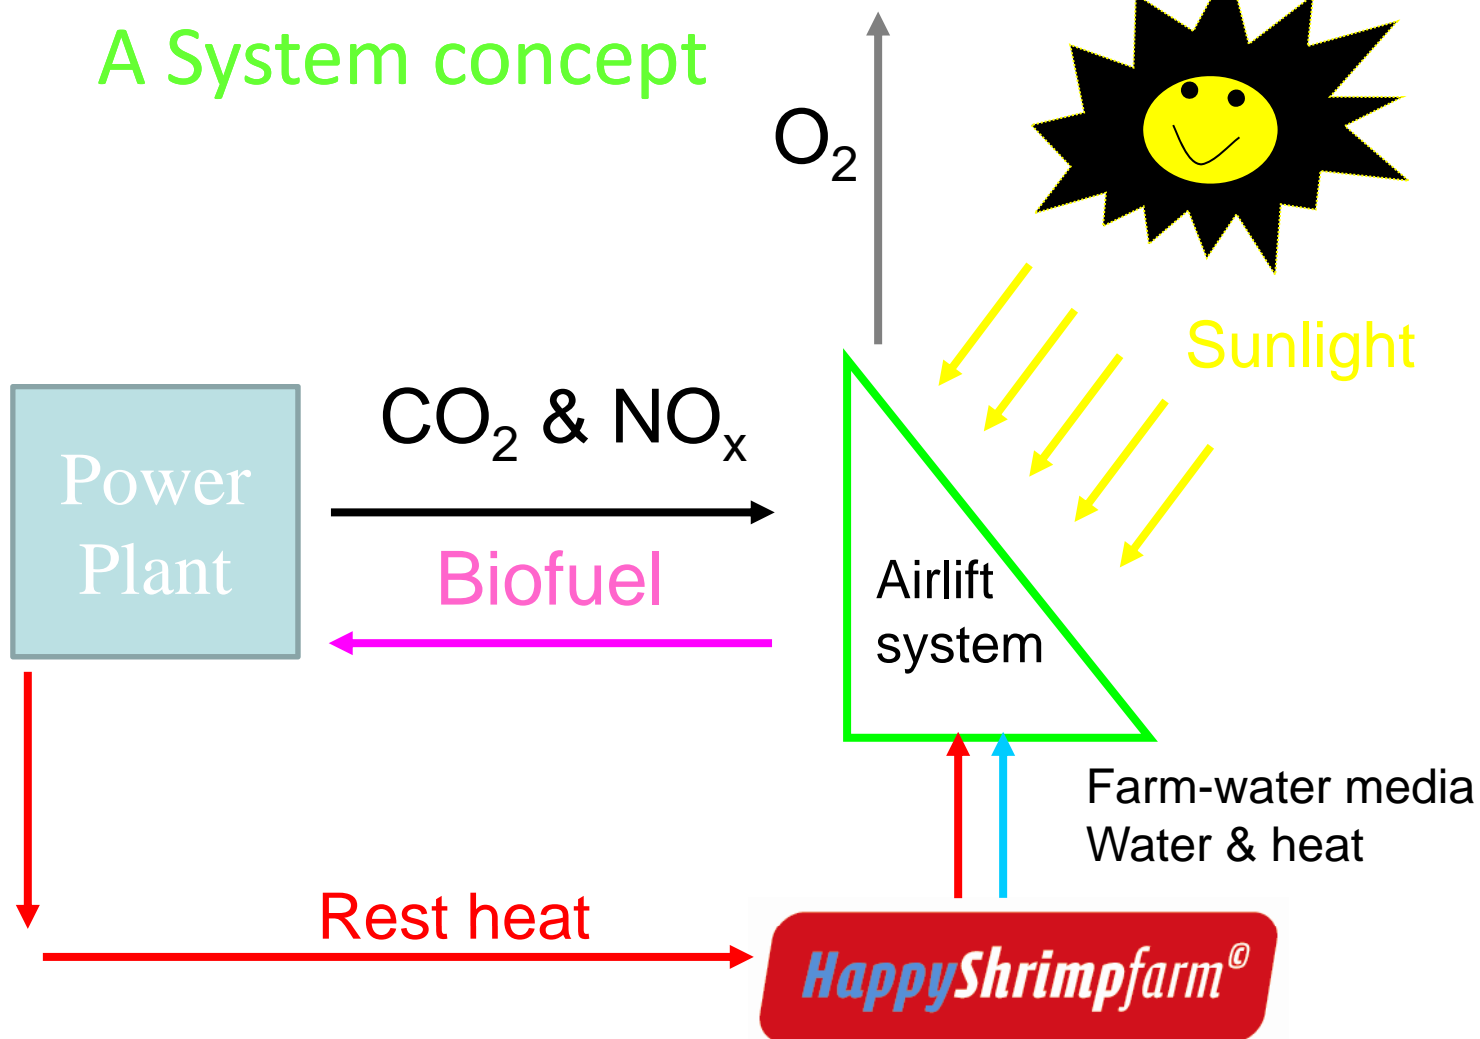 A System concept
O₂
Sunlight
CO₂ & NOₓ
Power
Plant
Biofuel
Airlift
system
Farm-water media
Water & heat
Rest heat
HappyShrimpfarm©